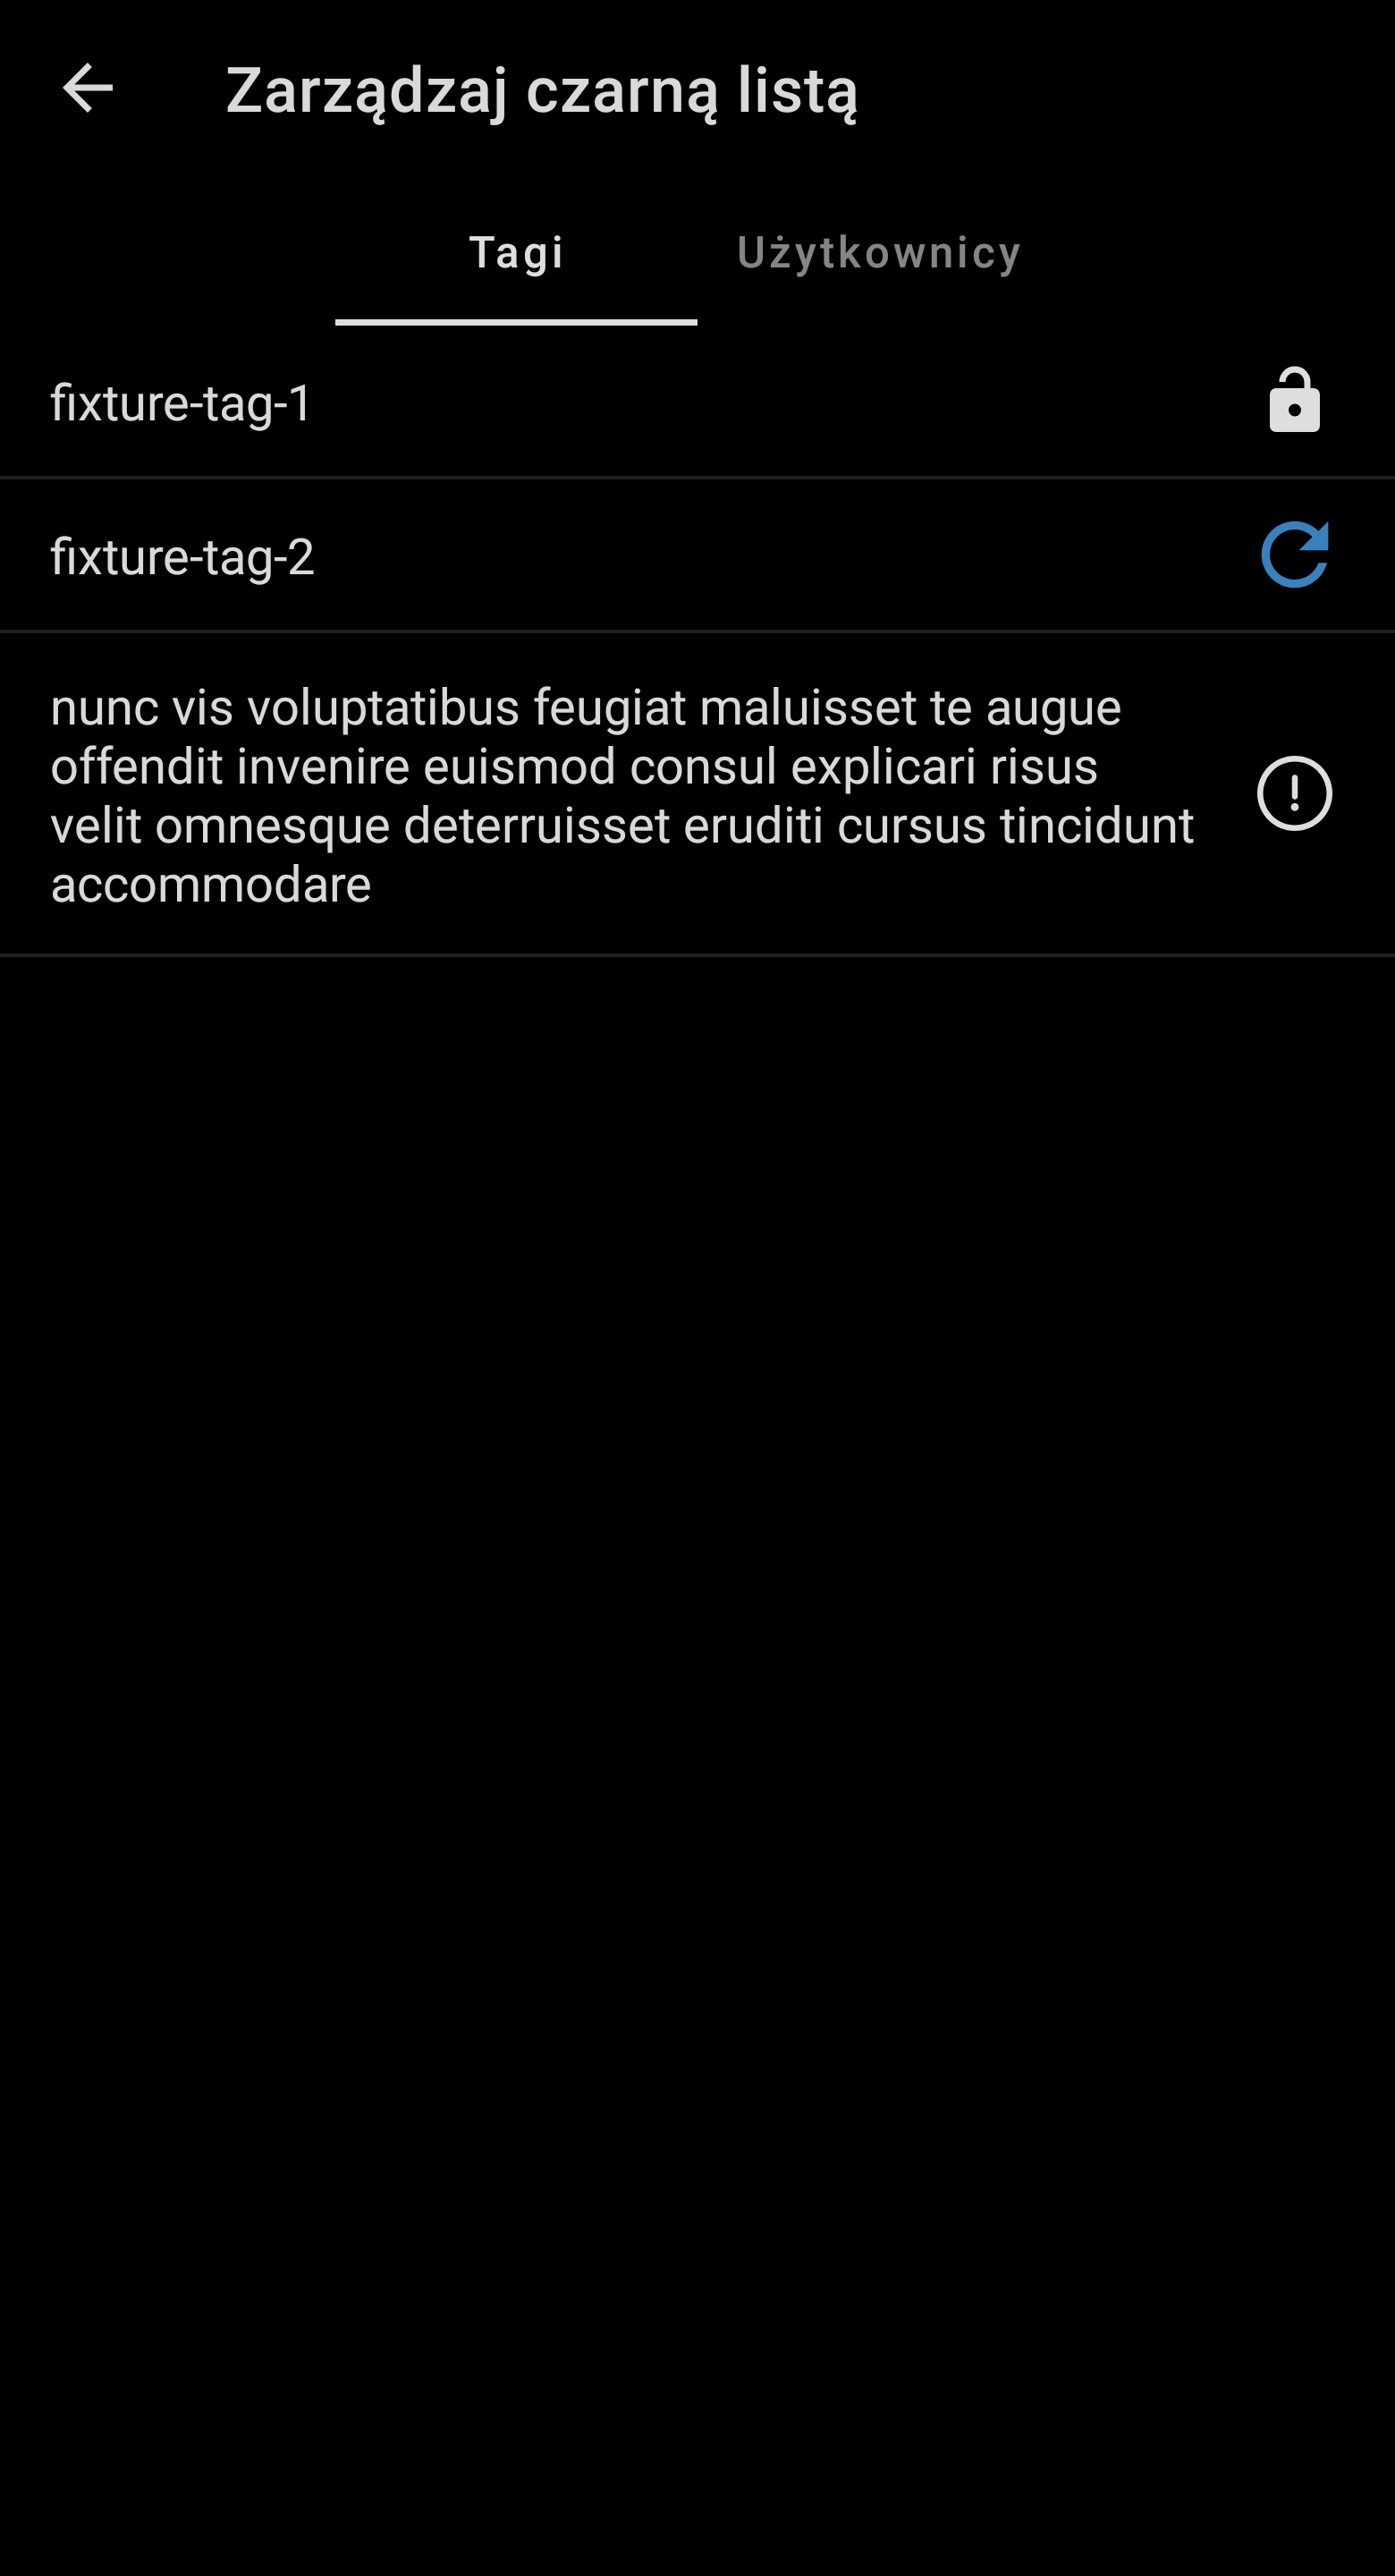 Zarządzaj czarną listą
Tagi
Użytkownicy
fixture-tag-1
fixture-tag-2
nunc vis voluptatibus feugiat maluisset te augue
offendit invenire euismod consul explicari risus
velit omnesque deterruisset eruditi cursus tincidunt
accommodare